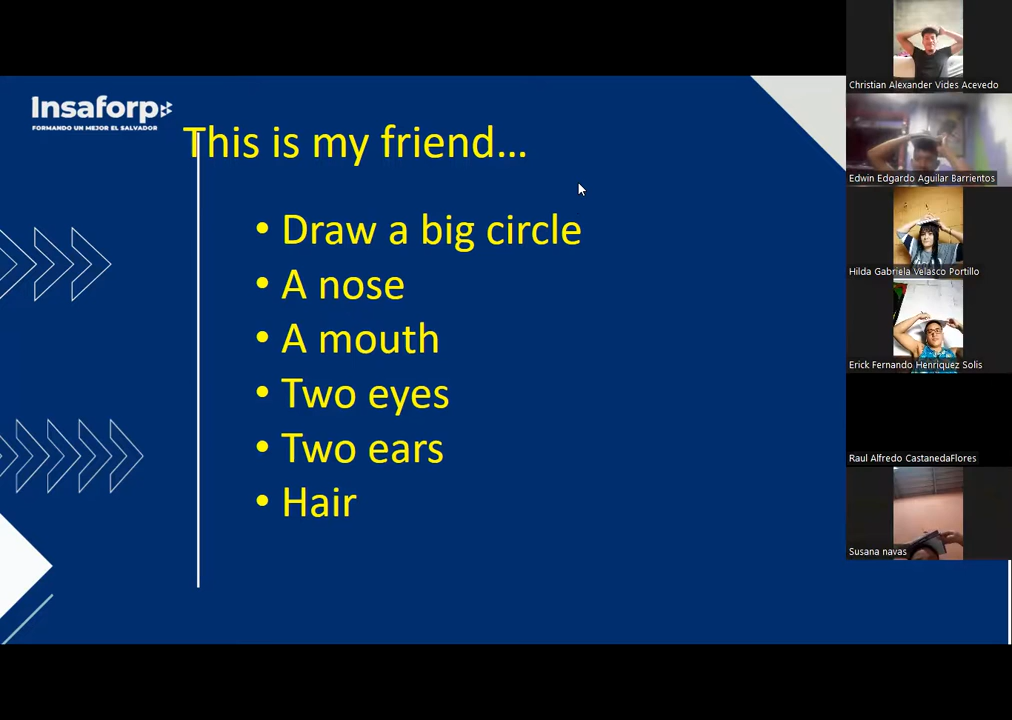 Insaforp
FORMANDO UN MEJOR EL SALVADOR
This is my friend...
• Draw a big circle
• A nose
• A mouth
• Two eyes
• Two ears
• Hair
Christian Alexander Vides Acevedo
Edwin Edgardo Aguilar Barrientos
Hilda Gabriela Velasco Portillo
Erick Fernando Henriquez Solis
Raul Alfredo CastanedaFlores
Susana navas